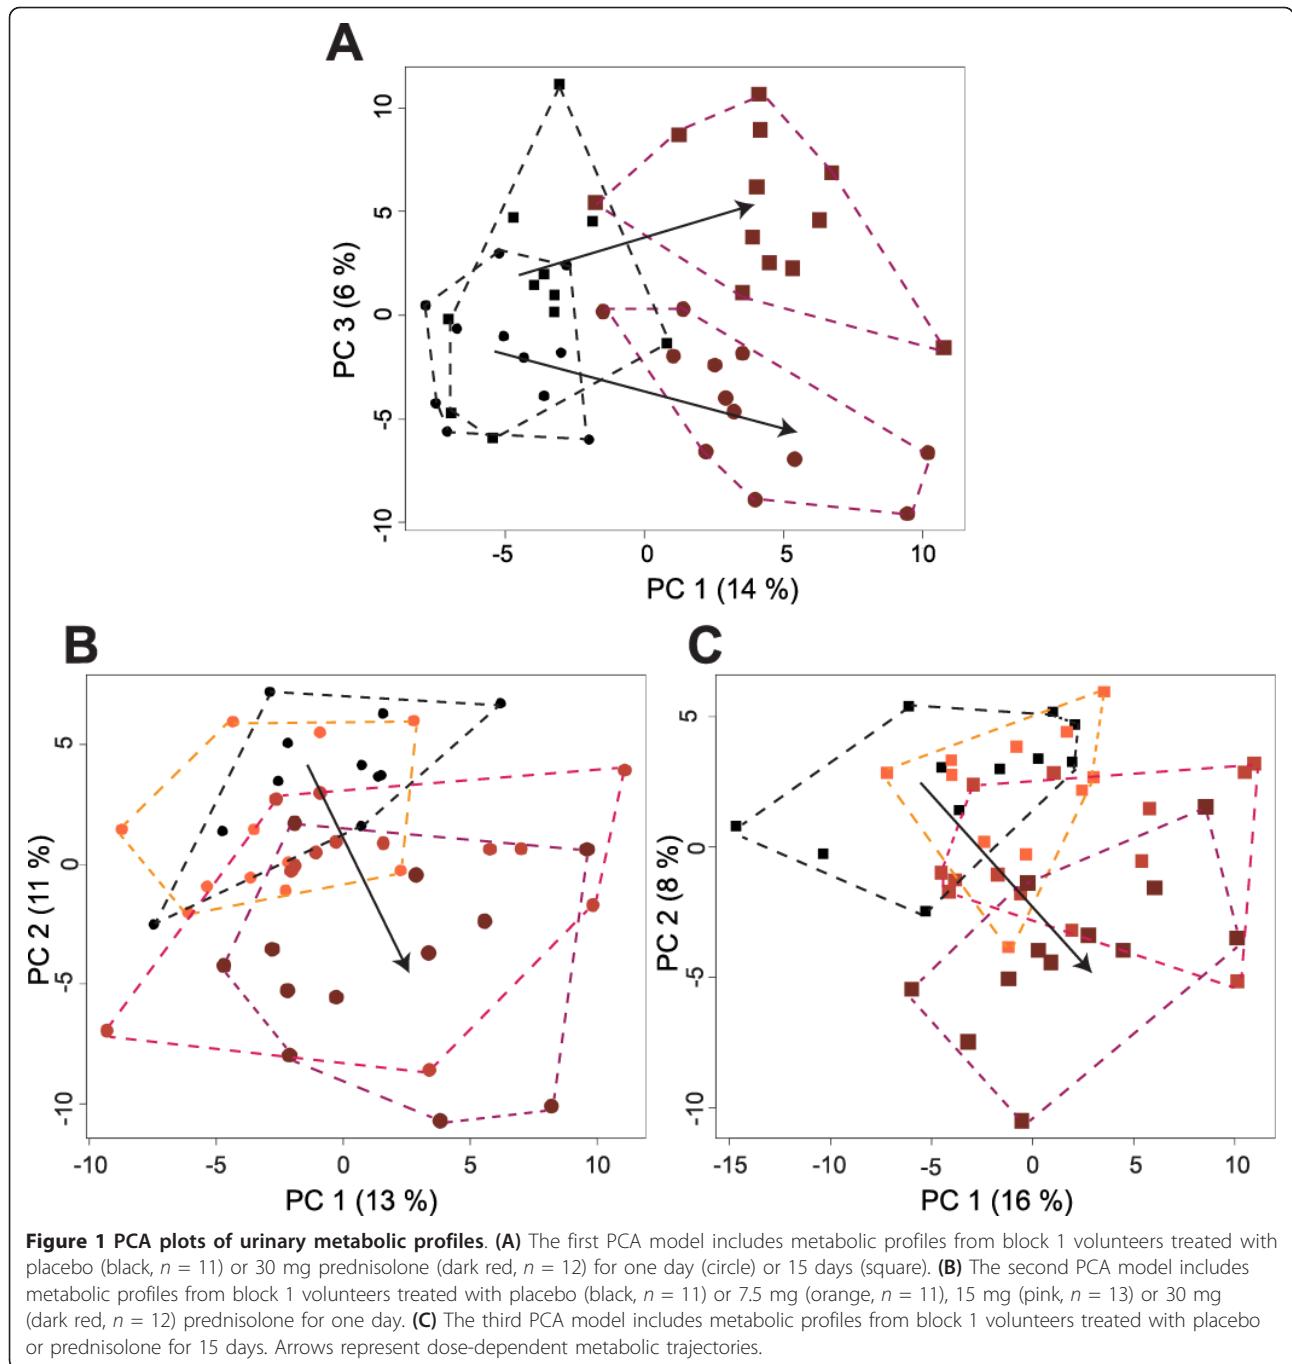 A
10
5
0
-5
-10
PC 3 (6 %)
-5 0 5 10
PC 1 (14 %)
B
5
0
-5
-10
PC 2 (11 %)
-10 -5 0 5 10
PC 1 (13 %)
C
5
0
-5
-10
PC 2 (8 %)
-15 -10 -5 0 5 10
PC 1 (16 %)
Figure 1 PCA plots of urinary metabolic profiles. (A) The first PCA model includes metabolic profiles from block 1 volunteers treated with
placebo (black, n = 11) or 30 mg prednisolone (dark red, n = 12) for one day (circle) or 15 days (square). (B) The second PCA model includes
metabolic profiles from block 1 volunteers treated with placebo (black, n = 11) or 7.5 mg (orange, n = 11), 15 mg (pink, n = 13) or 30 mg
(dark red, n = 12) prednisolone for one day. (C) The third PCA model includes metabolic profiles from block 1 volunteers treated with placebo
or prednisolone for 15 days. Arrows represent dose-dependent metabolic trajectories.